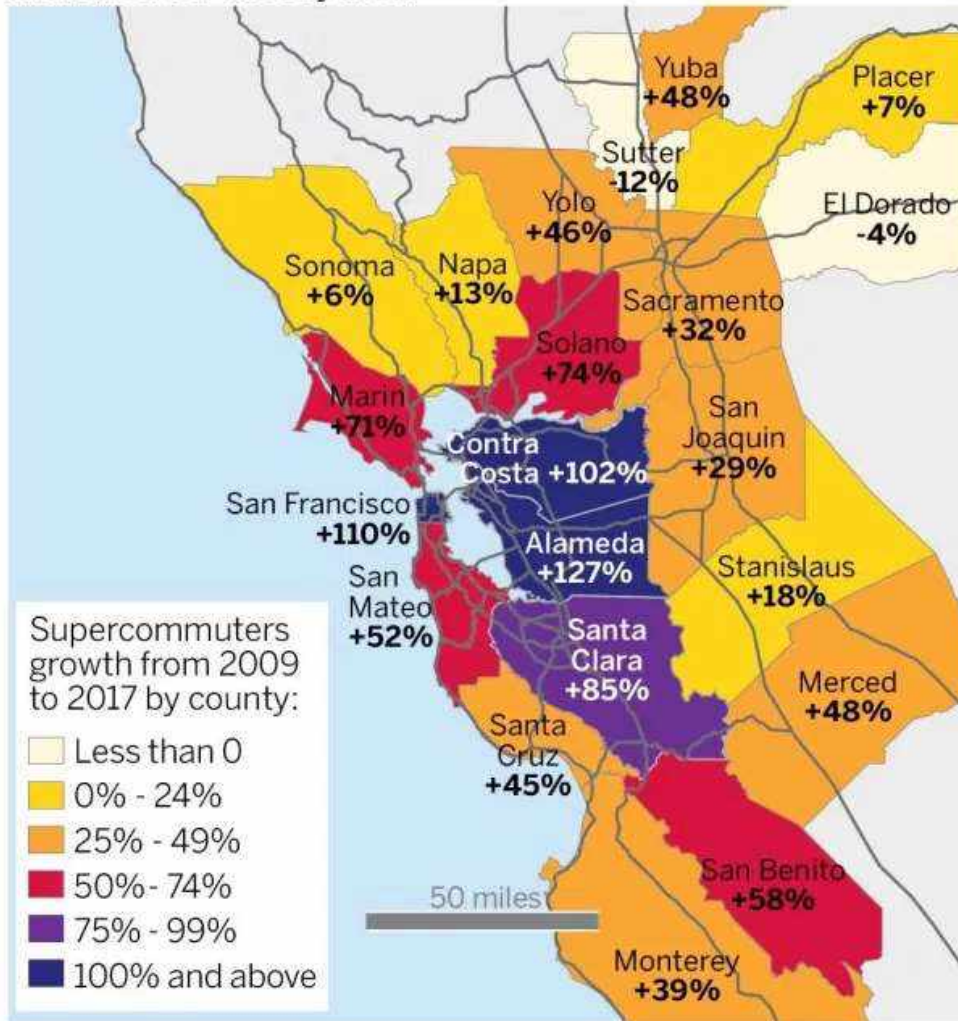 Yuba
+48%
Placer
+7%
Sutter
-12%
El Dorado
-4%
Yolo
+46%
Sonoma
+6%
Napa
+13%
Sacramento
+32%
Solano
+74%
Marin
+71%
San
Joaquin
+29%
Contra
Costa +102%
San Francisco
+110%
Alameda
+127%
Stanislaus
+18%
San
Mateo
+52%
Santa
Clara
+85%
Merced
+48%
Santa
Cruz
+45%
San Benito
+58%
Monterey
+39%
50 miles
Supercommuters
growth from 2009
to 2017 by county:
Less than 0
0% - 24%
25% - 49%
50% - 74%
75% - 99%
100% and above